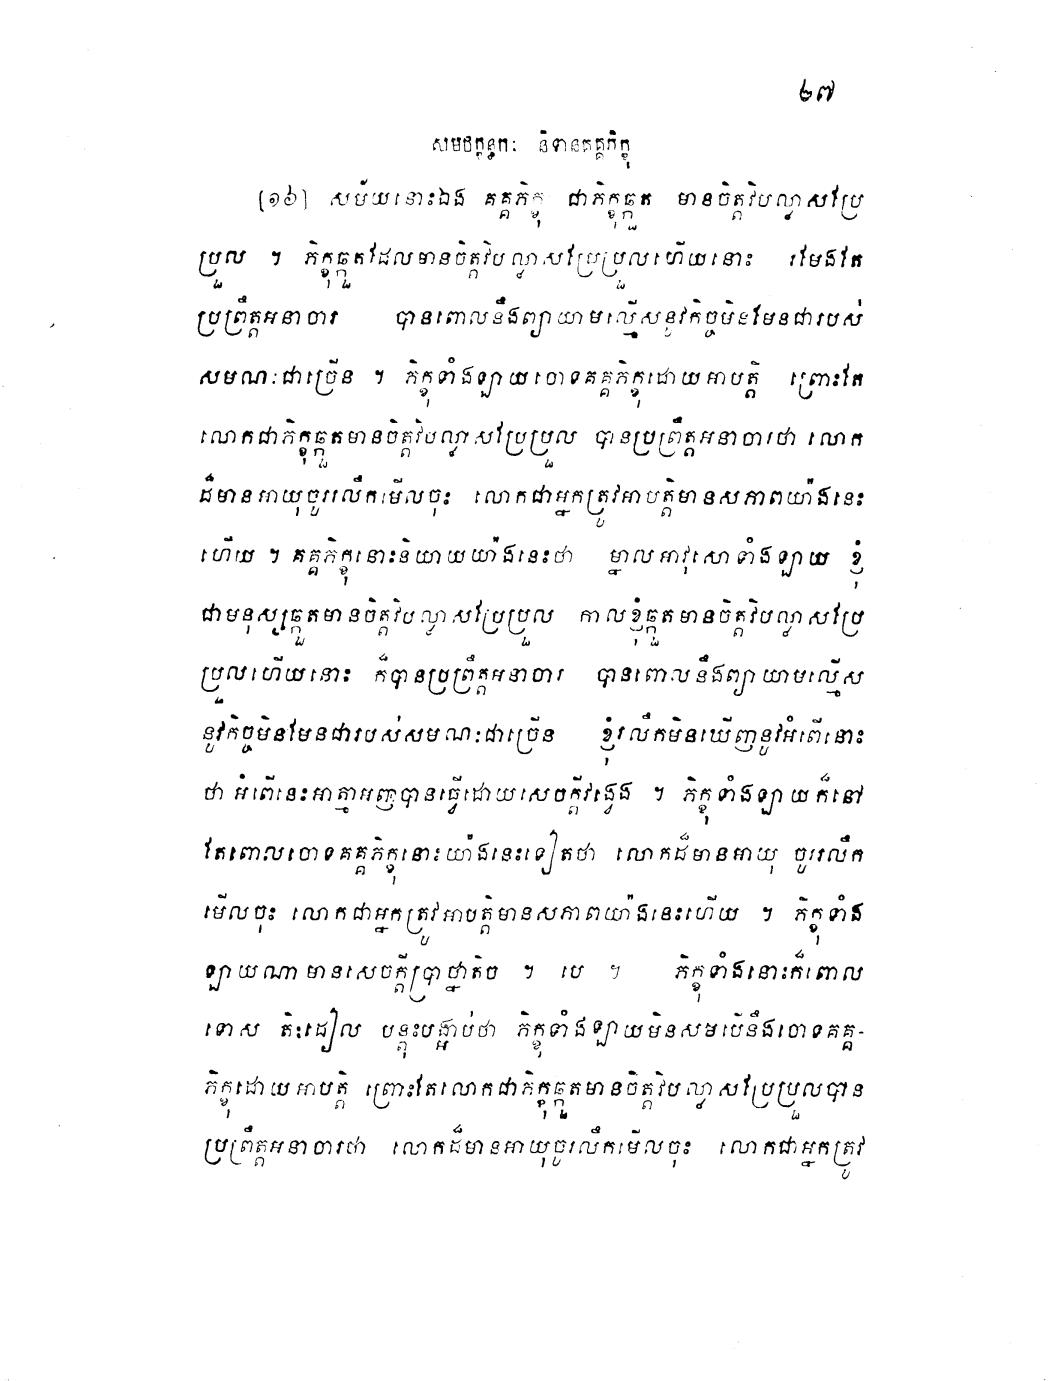 ២៧
សមថក្ខន្ធកៈ និទានគគ្គភិក្ខុ
[១៦] សម័យនោះឯង គគ្គភិក្ខុ ជាភិក្ខុឆ្កួត មានចិត្តវិបល្លាសប្រែ
ប្រួល ។ ភិក្ខុឆ្កួតដែលមានចិត្តវិបល្លាសប្រែប្រួលហើយនោះ រមែងតែ
ប្រព្រឹត្តអនាចារ បានពោលនឹងព្យាយាមល្មើសនូវកិច្ចមិនមែនជារបស់
សមណៈជាច្រើន ។ ភិក្ខុទាំងឡាយចោទគគ្គភិក្ខុដោយអាបត្តិ ព្រោះតែ
លោកជាភិក្ខុឆ្កួតមានចិត្តវិបល្លាសប្រែប្រួល បានប្រព្រឹត្តអនាចារថា លោក
ដ៏មានអាយុចូររលឹកមើលចុះ លោកជាអ្នកត្រូវអាបត្តិមានសភាពយ៉ាងនេះ
ហើយ ។ គគ្គភិក្ខុនោះនិយាយយ៉ាងនេះថា ម្នាលអាវុសោទាំងឡាយ ខ្ញុំ
ជាមនុស្សឆ្កួតមានចិត្តវិបល្លាសប្រែប្រួល កាលខ្ញុំឆ្កួតមានចិត្តវិបល្លាសប្រែ
ប្រួលហើយនោះ ក៏បានប្រព្រឹត្តអនាចារ បានពោលនឹងព្យាយាមល្មើស
នូវកិច្ចមិនមែនជារបស់សមណៈជាច្រើន ខ្ញុំរលឹកមិនឃើញនូវអំពើនោះ
ថា អំពើនេះអាត្មាអញបានធ្វើដោយសេចក្តីវង្វេង ។ ភិក្ខុទាំងឡាយក៏នៅ
តែពោលចោទគគ្គភិក្ខុនោះយ៉ាងនេះទៀតថា លោកដ៏មានអាយុ ចូររលឹក
មើលចុះ លោកជាអ្នកត្រូវអាបត្តិមានសភាពយ៉ាងនេះហើយ ។ ភិក្ខុទាំង
ឡាយណាមានសេចក្តីប្រាថ្នាតិច ។ បេ ។ ភិក្ខុទាំងនោះក៏ពោល
ទោស តិះដៀល បន្តុះបង្អាប់ថា ភិក្ខុទាំងឡាយមិនសមបើនឹងចោទគគ្គ-
ភិក្ខុដោយអាបត្តិ ព្រោះតែលោកជាភិក្ខុឆ្កួតមានចិត្តវិបល្លាសប្រែប្រួលបាន
ប្រព្រឹត្តអនាចារថា លោកដ៏មានអាយុចូរលឹកមើលចុះ លោកជាអ្នកត្រូវ